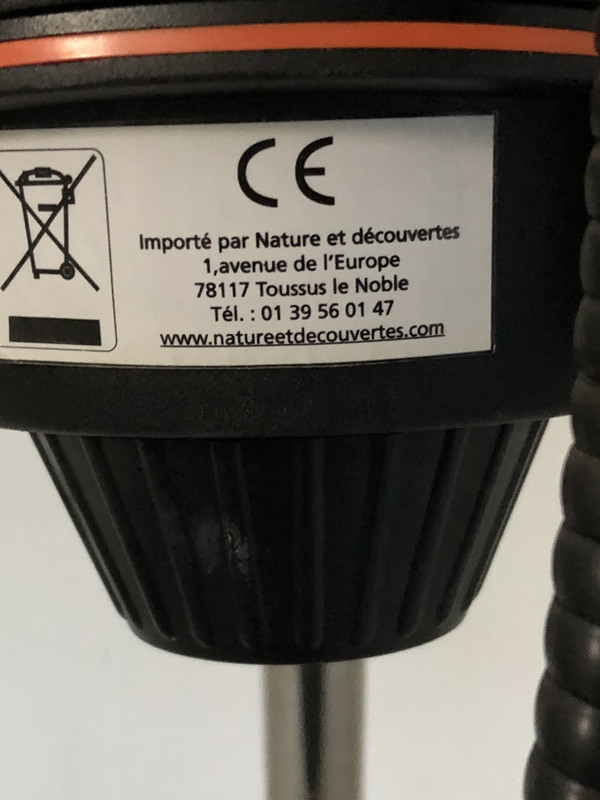 CE
Importé par Nature et découvertes
1,avenue de l'Europe
78117 Toussus le Noble
Tél. : 01 39 56 01 47
www.natureetdecouvertes.com